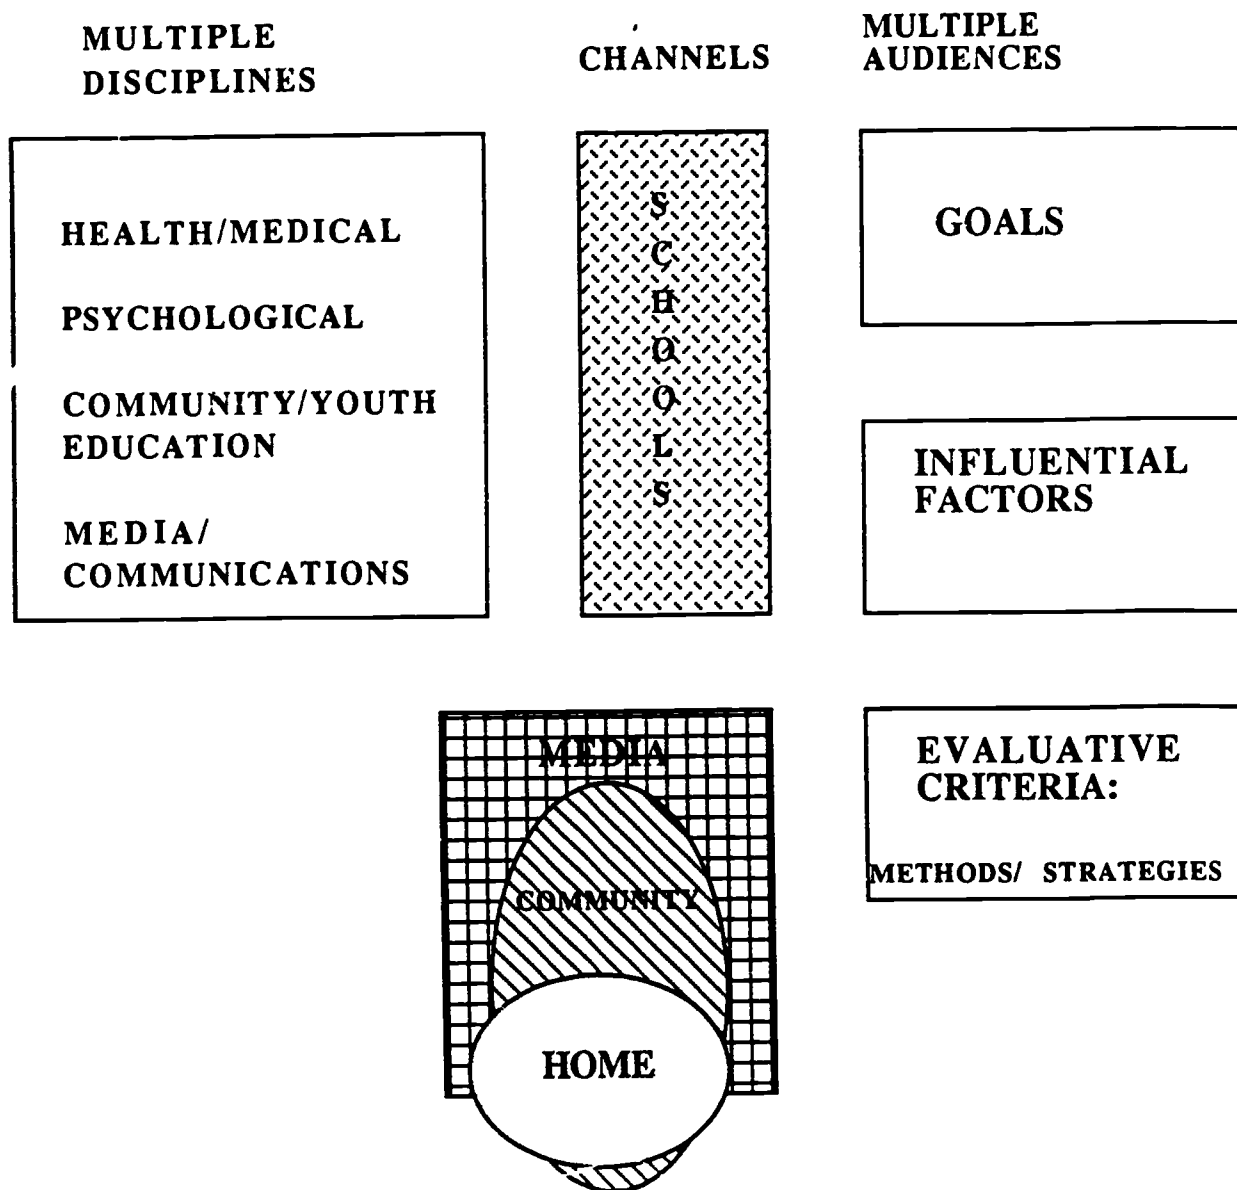 MULTIPLE
DISCIPLINES
CHANNELS
MULTIPLE
AUDIENCES
HEALTH/MEDICAL
PSYCHOLOGICAL
COMMUNITY/YOUTH
EDUCATION
MEDIA/
COMMUNICATIONS
SCHOOLS
GOALS
INFLUENTIAL
FACTORS
EVALUATIVE
CRITERIA:
METHODS/ STRATEGIES
MEDIA
COMMUNITY
HOME